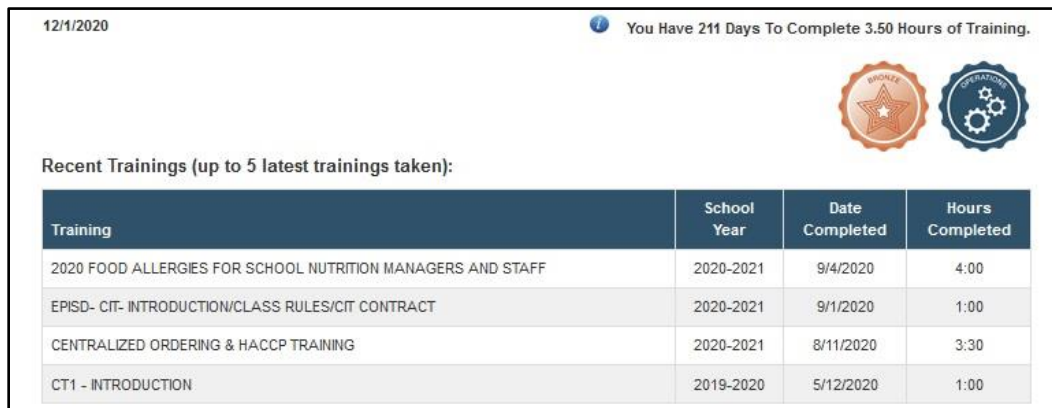 12/1/2020
You Have 211 Days To Complete 3.50 Hours of Training.
BRONZE
OPERATIONS
Recent Trainings (up to 5 latest trainings taken):
Training School Year Date Completed Hours Completed
2020 FOOD ALLERGIES FOR SCHOOL NUTRITION MANAGERS AND STAFF 2020-2021 9/4/2020 4:00
EPISD- CIT- INTRODUCTION/CLASS RULES/CIT CONTRACT 2020-2021 9/1/2020 1:00
CENTRALIZED ORDERING & HACCP TRAINING 2020-2021 8/11/2020 3:30
CT1 - INTRODUCTION 2019-2020 5/12/2020 1:00